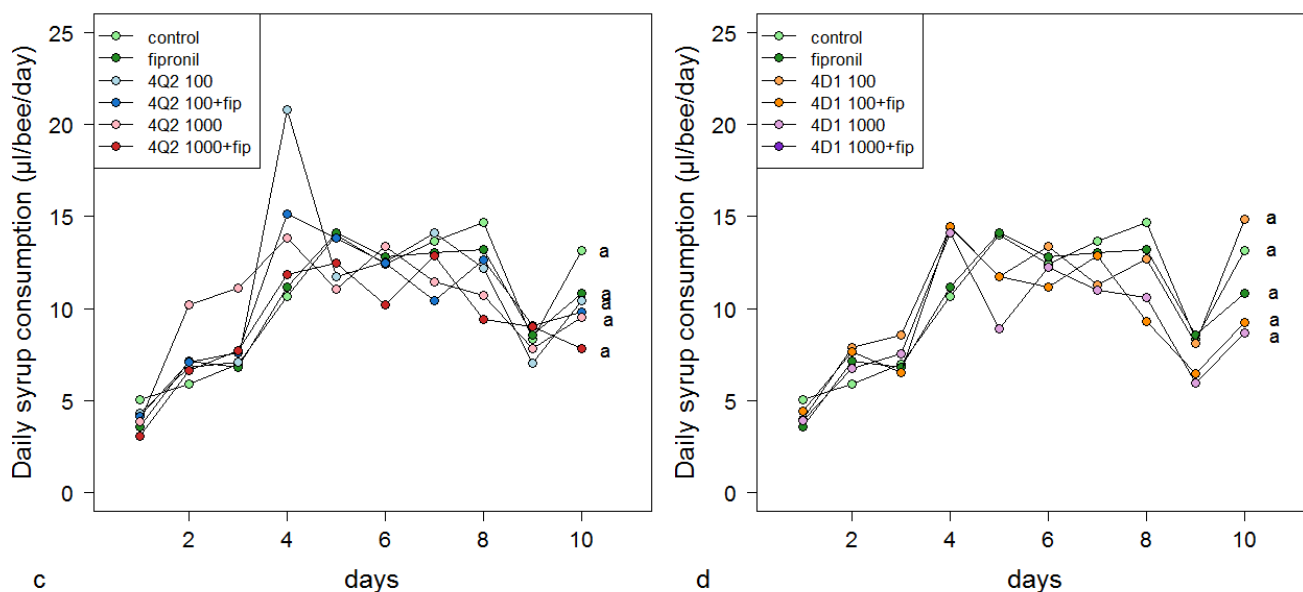 Daily syrup consumption (µl/bee/day)
25
20
15
10
5
0
control
fipronil
4Q2 100
4Q2 100+fip
4Q2 1000
4Q2 1000+fip
a
a
a
a
a
a
2 4 6 8 10
c days
Daily syrup consumption (µl/bee/day)
25
20
15
10
5
0
control
fipronil
4D1 100
4D1 100+fip
4D1 1000
4D1 1000+fip
a
a
a
a
a
2 4 6 8 10
d days